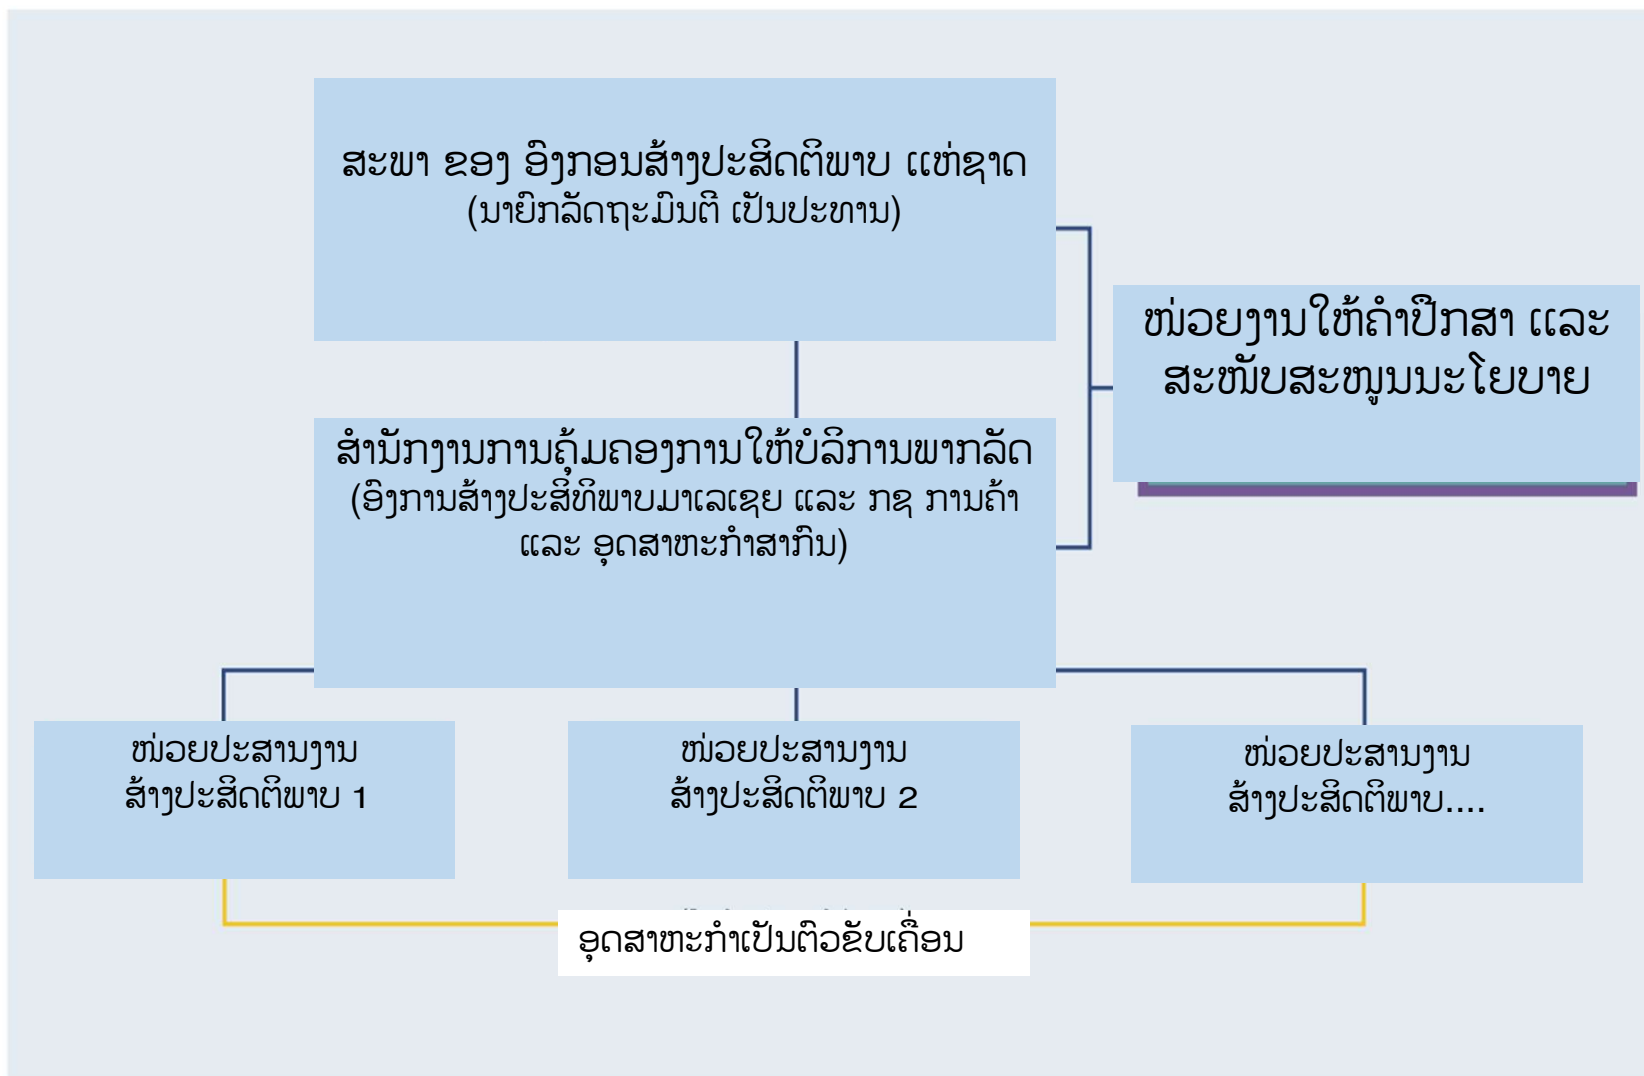 ສະພາ ຂອງ ອົງກອນສ້າງປະສິດຕິພາບ ແຫ່ຊາດ
(ນາຍົກລັດຖະມົນຕີ ເປັນປະທານ)
ໜ່ວຍງານໃຫ້ຄຳປຶກສາ ແລະ
ສະໜັບສະໜູນນະໂຍບາຍ
ສຳນັກງານການຄຸ້ມຄອງການໃຫ້ບໍລິການພາກລັດ
(ອົງການສ້າງປະສິທິພາບມາເລເຊຍ ແລະ ກຊ ການຄ້າ
ແລະ ອຸດສາຫະກຳສາກົນ)
ໜ່ວຍປະສານງານ
ສ້າງປະສິດຕິພາບ 1
ໜ່ວຍປະສານງານ
ສ້າງປະສິດຕິພາບ 2
ໜ່ວຍປະສານງານ
ສ້າງປະສິດຕິພາບ....
ອຸດສາຫະກຳເປັນຕົວຂັບເຄື່ອນ